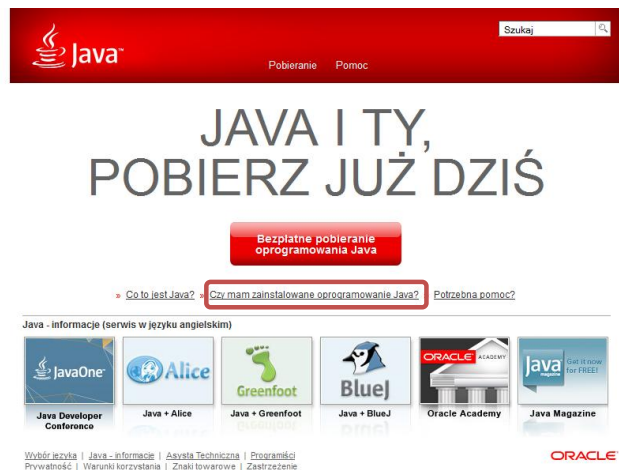 Java™
Szukaj
Pobieranie Pomoc
JAVA I TY,
POBIERZ JUŻ DZIŚ
Bezpłatne pobieranie
oprogramowania Java
» Co to jest Java? » Czy mam zainstalowane oprogramowanie Java? Potrzebna pomoc?
Java - informacje (serwis w języku angielskim)
JavaOne Alice Greenfoot BlueJ ORACLE ACADEMY Java magazine Get it now for FREE!
Java Developer
Conference
Java + Alice Java + Greenfoot Java + BlueJ Oracle Academy Java Magazine
Wybór języka | Java - informacje | Asysta Techniczna | Programiści
Prywatność | Warunki korzystania | Znaki towarowe | Zastrzeżenie
ORACLE